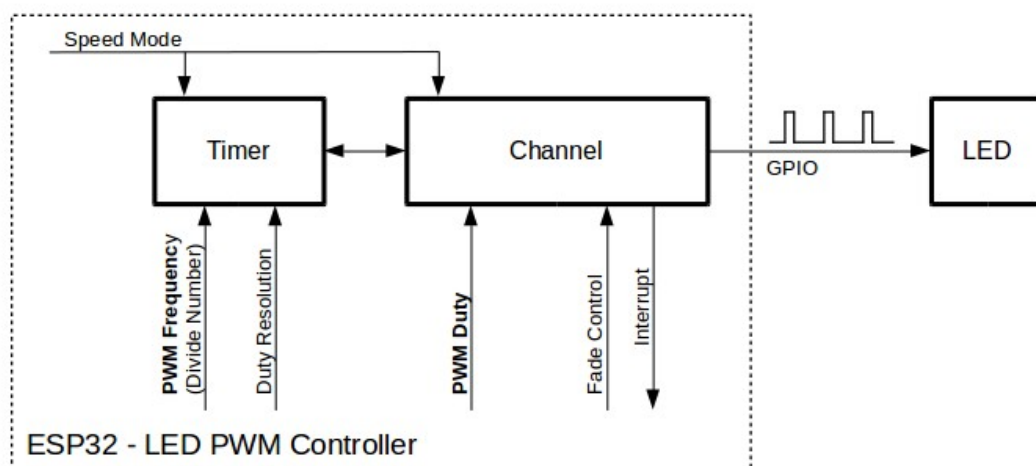 Speed Mode
Timer
Channel
LED
GPIO
PWM Frequency
(Divide Number)
Duty Resolution
PWM Duty
Fade Control
Interrupt
ESP32 - LED PWM Controller